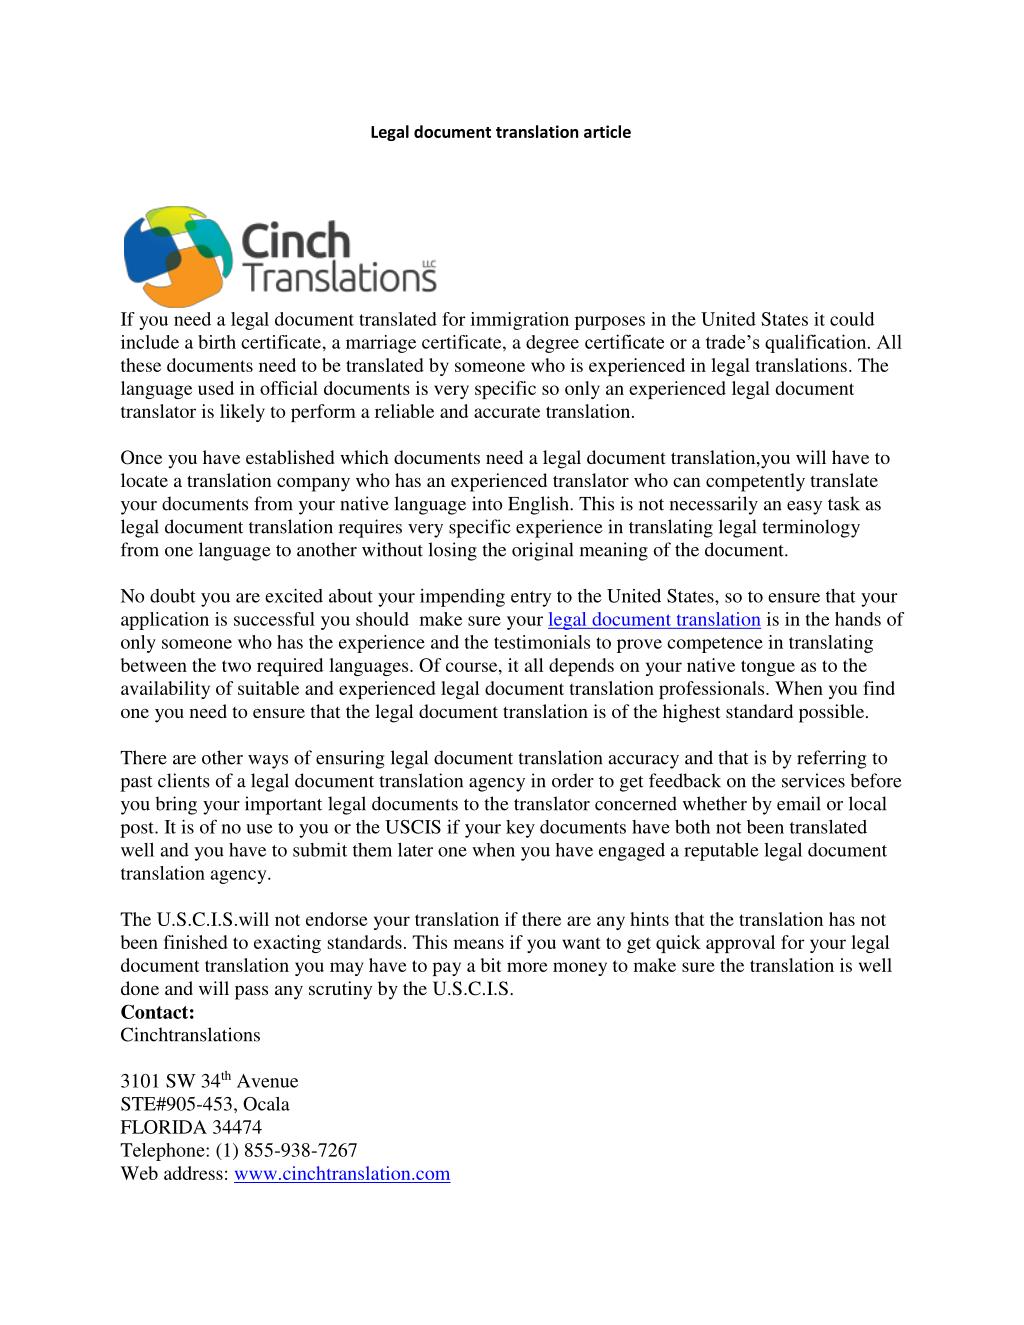 Legal document translation article
Cinch
Translations LLC
If you need a legal document translated for immigration purposes in the United States it could
include a birth certificate, a marriage certificate, a degree certificate or a trade’s qualification. All
these documents need to be translated by someone who is experienced in legal translations. The
language used in official documents is very specific so only an experienced legal document
translator is likely to perform a reliable and accurate translation.
Once you have established which documents need a legal document translation,you will have to
locate a translation company who has an experienced translator who can competently translate
your documents from your native language into English. This is not necessarily an easy task as
legal document translation requires very specific experience in translating legal terminology
from one language to another without losing the original meaning of the document.
No doubt you are excited about your impending entry to the United States, so to ensure that your
application is successful you should  make sure your legal document translation is in the hands of
only someone who has the experience and the testimonials to prove competence in translating
between the two required languages. Of course, it all depends on your native tongue as to the
availability of suitable and experienced legal document translation professionals. When you find
one you need to ensure that the legal document translation is of the highest standard possible.
There are other ways of ensuring legal document translation accuracy and that is by referring to
past clients of a legal document translation agency in order to get feedback on the services before
you bring your important legal documents to the translator concerned whether by email or local
post. It is of no use to you or the USCIS if your key documents have both not been translated
well and you have to submit them later one when you have engaged a reputable legal document
translation agency.
The U.S.C.I.S.will not endorse your translation if there are any hints that the translation has not
been finished to exacting standards. This means if you want to get quick approval for your legal
document translation you may have to pay a bit more money to make sure the translation is well
done and will pass any scrutiny by the U.S.C.I.S.
Contact:
Cinchtranslations
3101 SW 34th Avenue
STE#905-453, Ocala
FLORIDA 34474
Telephone: (1) 855-938-7267
Web address: www.cinchtranslation.com